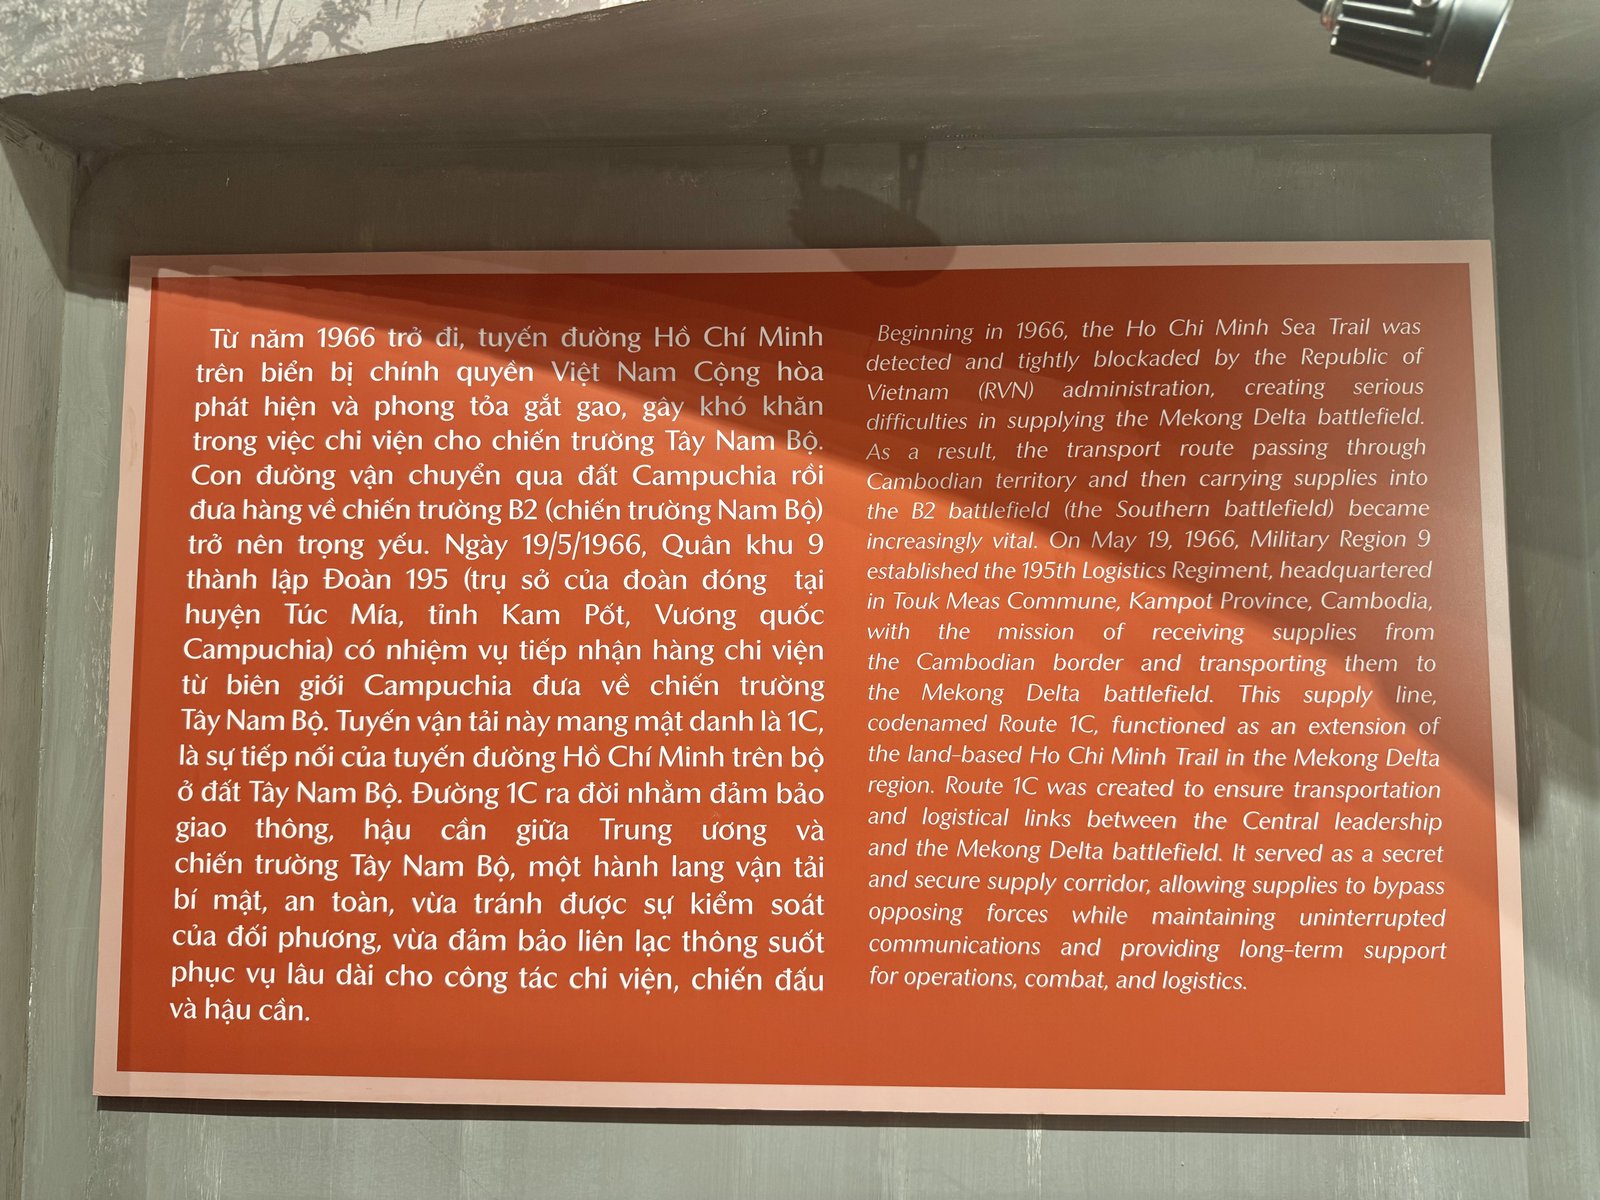 Từ năm 1966 trở đi, tuyến đường Hồ Chí Minh
trên biển bị chính quyền Việt Nam Cộng hòa
phát hiện và phong tỏa gắt gao, gây khó khăn
trong việc chi viện cho chiến trường Tây Nam Bộ.
Con đường vận chuyển qua đất Campuchia rồi
đưa hàng về chiến trường B2 (chiến trường Nam Bộ)
trở nên trọng yếu. Ngày 19/5/1966, Quân khu 9
thành lập Đoàn 195 (trụ sở của đoàn đóng tại
huyện Túc Mía, tỉnh Kam Pốt, Vương quốc
Campuchia) có nhiệm vụ tiếp nhận hàng chi viện
từ biên giới Campuchia đưa về chiến trường
Tây Nam Bộ. Tuyến vận tải này mang mật danh là 1C,
là sự tiếp nối của tuyến đường Hồ Chí Minh trên bộ
ở đất Tây Nam Bộ. Đường 1C ra đời nhằm đảm bảo
giao thông, hậu cần giữa Trung ương và
chiến trường Tây Nam Bộ, một hành lang vận tải
bí mật, an toàn, vừa tránh được sự kiểm soát
của đối phương, vừa đảm bảo liên lạc thông suốt
phục vụ lâu dài cho công tác chi viện, chiến đấu
và hậu cần.
Beginning in 1966, the Ho Chi Minh Sea Trail was
detected and tightly blockaded by the Republic of
Vietnam (RVN) administration, creating serious
difficulties in supplying the Mekong Delta battlefield.
As a result, the transport route passing through
Cambodian territory and then carrying supplies into
the B2 battlefield (the Southern battlefield) became
increasingly vital. On May 19, 1966, Military Region 9
established the 195th Logistics Regiment, headquartered
in Touk Meas Commune, Kampot Province, Cambodia,
with the mission of receiving supplies from
the Cambodian border and transporting them to
the Mekong Delta battlefield. This supply line,
codenamed Route 1C, functioned as an extension of
the land-based Ho Chi Minh Trail in the Mekong Delta
region. Route 1C was created to ensure transportation
and logistical links between the Central leadership
and the Mekong Delta battlefield. It served as a secret
and secure supply corridor, allowing supplies to bypass
opposing forces while maintaining uninterrupted
communications and providing long-term support
for operations, combat, and logistics.